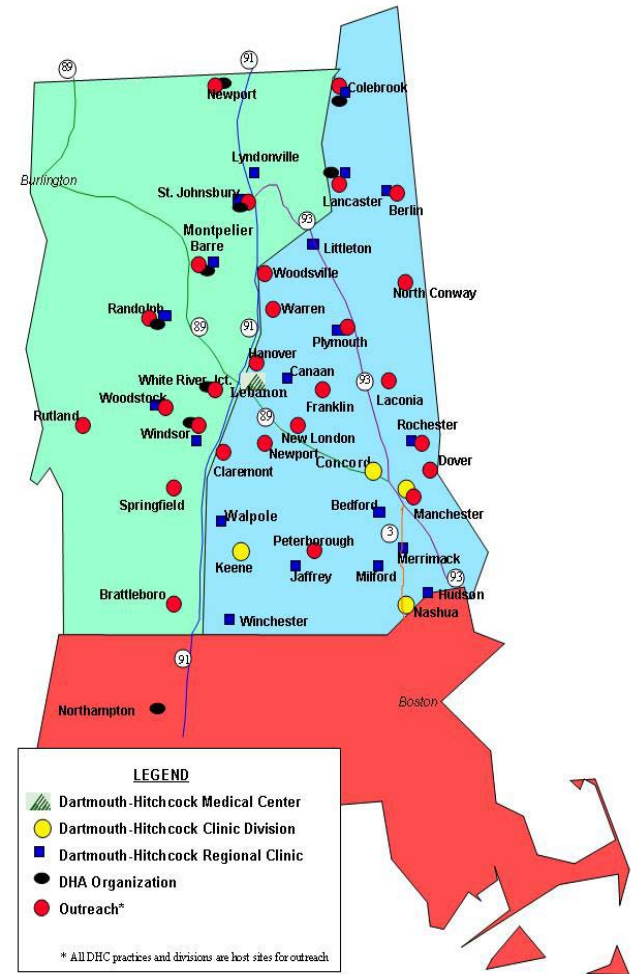 91
89
Newport
Colebrook
Lyndonville
Burlington
St. Johnsbury
Lancaster
Berlin
93
Montpelier
Barre
Littleton
Woodsville
North Conway
Randolph
Warren
89
91
Plymouth
Hanover
White River Jct.
Canaan
93
Lebanon
Woodstock
Franklin
Laconia
89
Rutland
Windsor
New London
Rochester
Newport
Claremont
Concord
Dover
Springfield
Bedford
Manchester
Walpole
3
Peterborough
Merrimack
Keene
Jaffrey
Milford
93
Hudson
Brattleboro
Nashua
Winchester
91
Northampton
Boston
LEGEND
Dartmouth-Hitchcock Medical Center
Dartmouth-Hitchcock Clinic Division
Dartmouth-Hitchcock Regional Clinic
DHA Organization
Outreach*
* All DHC practices and divisions are host sites for outreach